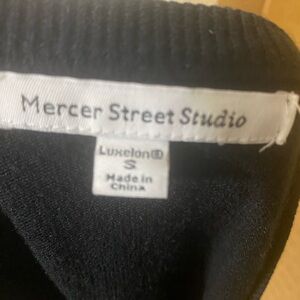 Mercer Street Studio
Luxelon®
S
Made in
China